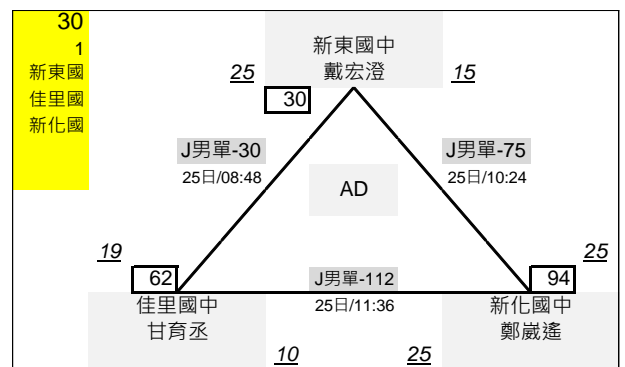 30
1
新東國
佳里國
新化國
新東國中
戴宏澄
25
15
30
J男單-30
25日/08:48
J男單-75
25日/10:24
AD
19
25
62
94
J男單-112
25日/11:36
佳里國中
甘育丞
新化國中
鄭崴遙
10
25